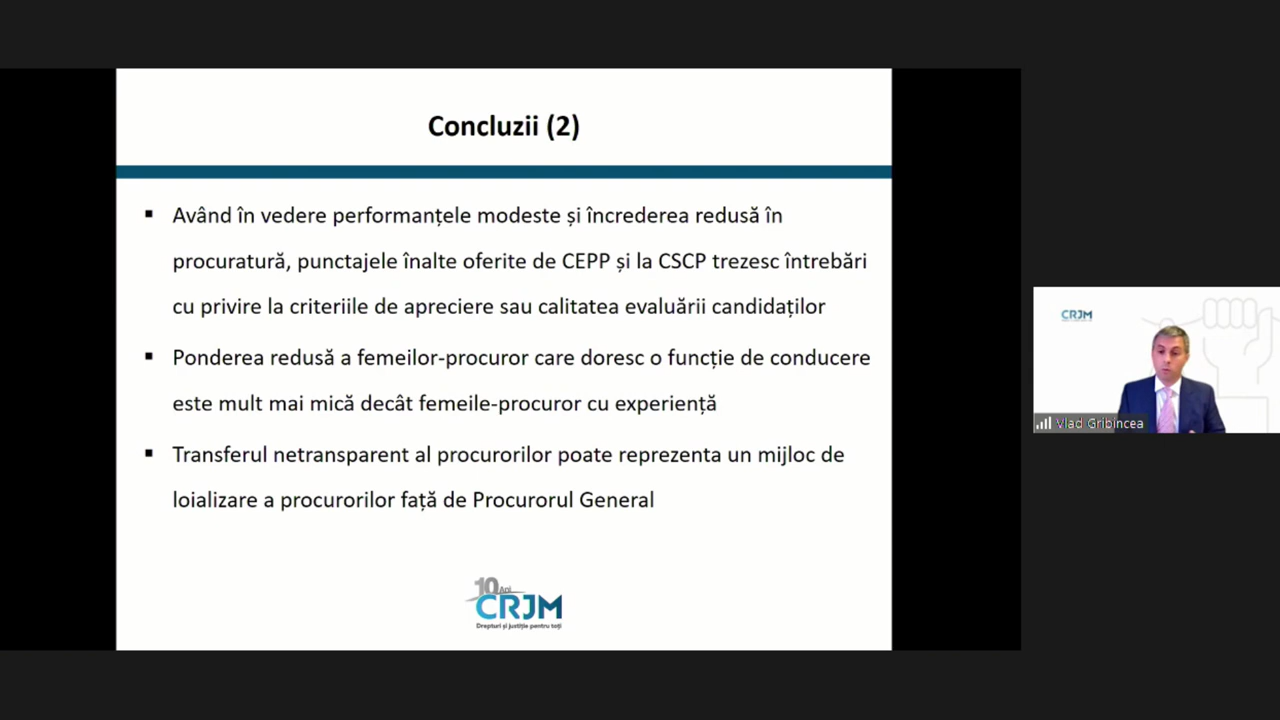 Concluzii (2)
▪ Având în vedere performanțele modeste și încrederea redusă în
procuratură, punctajele înalte oferite de CEPP și la CSCP trezesc întrebări
cu privire la criteriile de apreciere sau calitatea evaluării candidaților
▪ Ponderea redusă a femeilor-procuror care doresc o funcție de conducere
este mult mai mică decât femeile-procuror cu experiență
▪ Transferul netransparent al procurorilor poate reprezenta un mijloc de
loializare a procurorilor față de Procurorul General
10 Ani
CRJM
Drepturi și justiție pentru toți
CRJM
Vlad Gribincea